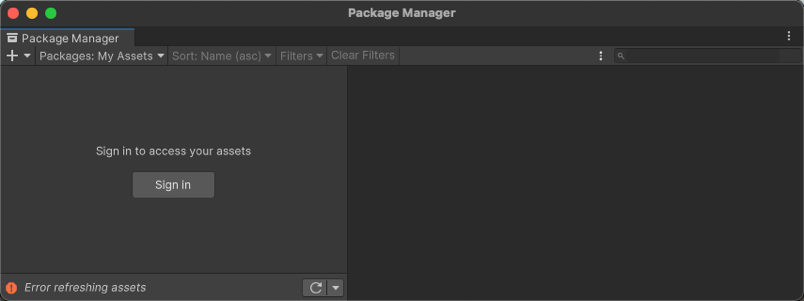 Package Manager
Package Manager
Packages: My Assets Sort: Name (asc) Filters Clear Filters
Sign in to access your assets
Sign in
Error refreshing assets